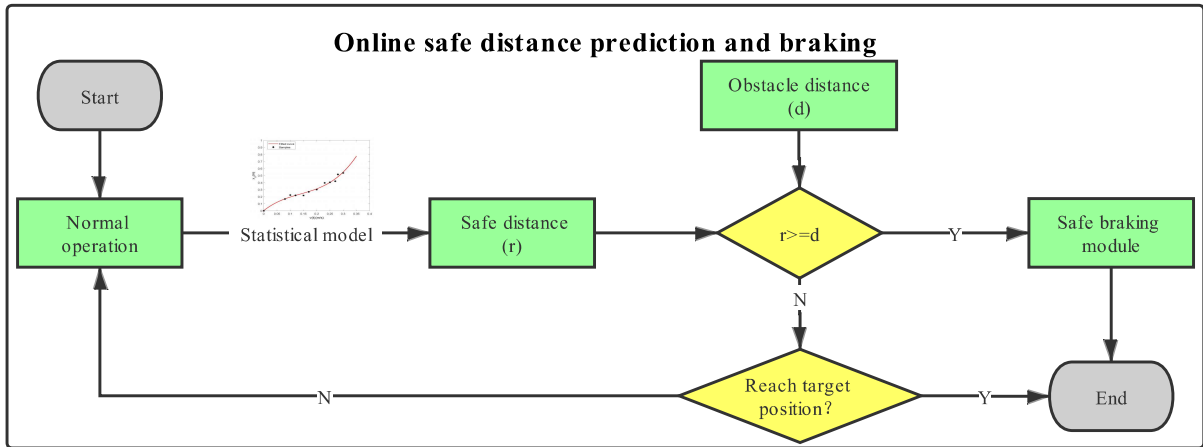 Online safe distance prediction and braking
Start
Obstacle distance
(d)
Normal
operation
Statistical model
Safe distance
(r)
r>=d
Y
Safe braking
module
N
Reach target
position?
N
Y
End